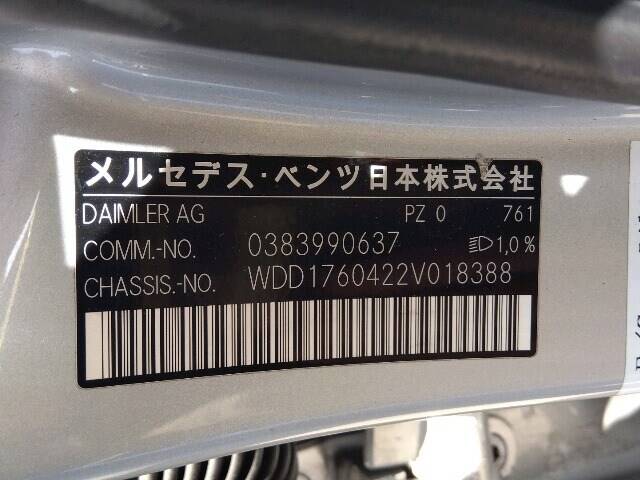 メルセデス・ベンツ日本株式会社
DAIMLER AG PZ 0 761
COMM.-NO. 0383990637 1,0%
CHASSIS.-NO. WDD1760422V018388